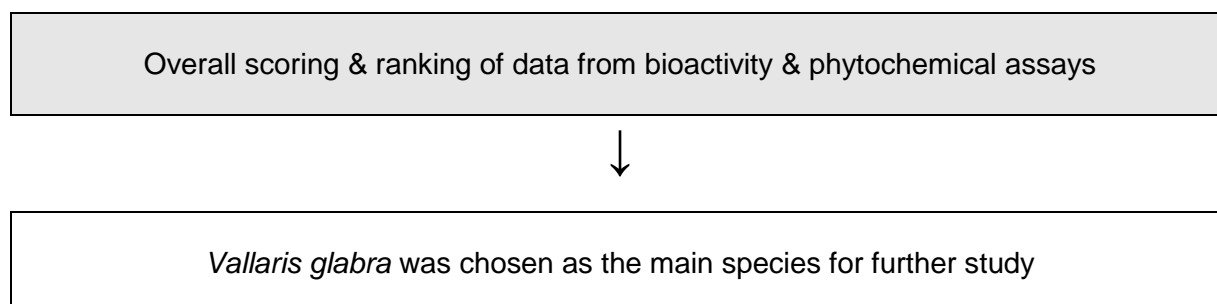 Overall scoring & ranking of data from bioactivity & phytochemical assays
↓
Vallaris glabra was chosen as the main species for further study